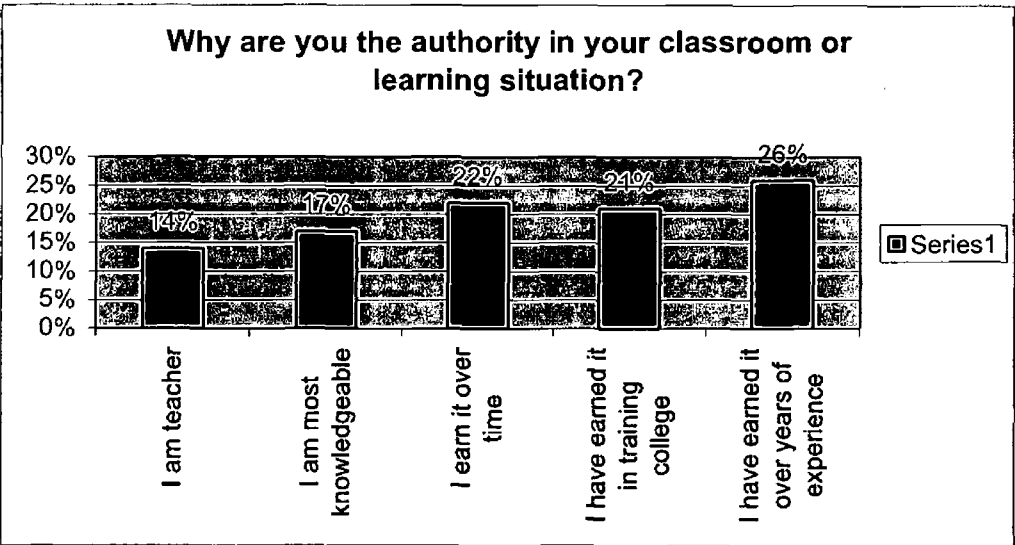 Why are you the authority in your classroom or
learning situation?
30%
25%
20%
15%
10%
5%
0%
14%
17%
22%
21%
26%
Series1
I am teacher
I am most
knowledgeable
I earn it over
time
I have earned it
in training
college
I have earned it
over years of
experience